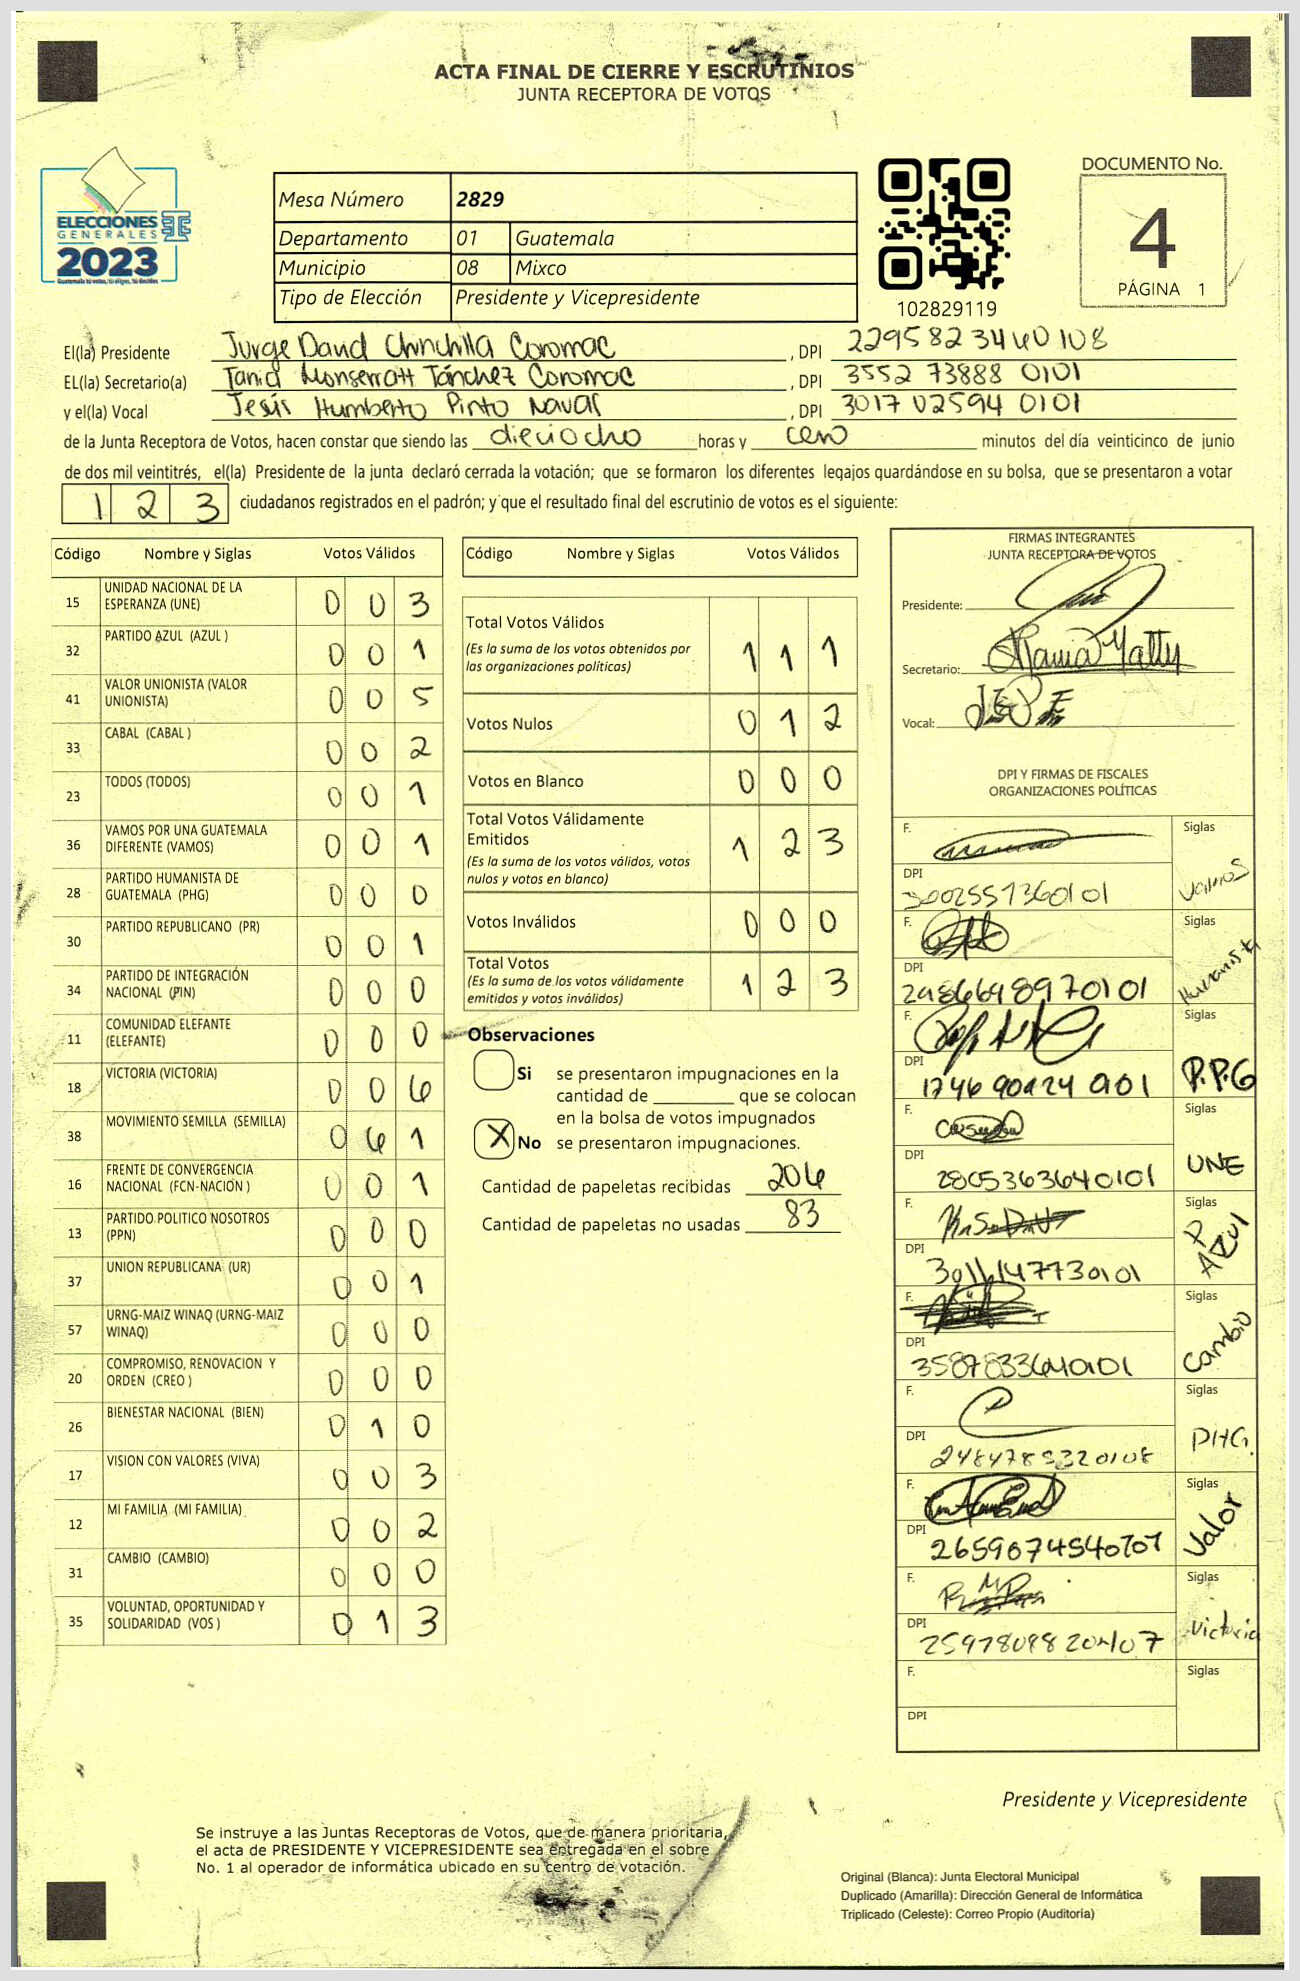 ACTA FINAL DE CIERRE Y ESCRUTINIOS
JUNTA RECEPTORA DE VOTOS
ELECCIONES
GENERALES
2023
Mesa Número 2829
Departamento 01 Guatemala
Municipio 08 Mixco
Tipo de Elección Presidente y Vicepresidente
102829119
DOCUMENTO No.
4
PÁGINA 1
El(la) Presidente Jorge David Chinchilla Coromac, DPI 2295823440108
EL(la) Secretario(a) Tania Monserratt Tánchez Coromac, DPI 3552 73888 0101
y el(la) Vocal Jesús Humberto Pinto Navas, DPI 3017 02594 0101
de la Junta Receptora de Votos, hacen constar que siendo las dieciocho horas y cero minutos del día veinticinco de junio
de dos mil veintitrés, el(la) Presidente de la junta declaró cerrada la votación; que se formaron los diferentes legajos guardándose en su bolsa, que se presentaron a votar
1 2 3 ciudadanos registrados en el padrón; y que el resultado final del escrutinio de votos es el siguiente:
Código Nombre y Siglas Votos Válidos
15 UNIDAD NACIONAL DE LA
ESPERANZA (UNE) 0 0 3
32 PARTIDO AZUL (AZUL) 0 0 1
41 VALOR UNIONISTA (VALOR
UNIONISTA) 0 0 5
33 CABAL (CABAL) 0 0 2
23 TODOS (TODOS) 0 0 1
36 VAMOS POR UNA GUATEMALA
DIFERENTE (VAMOS) 0 0 1
28 PARTIDO HUMANISTA DE
GUATEMALA (PHG) 0 0 0
30 PARTIDO REPUBLICANO (PR) 0 0 1
34 PARTIDO DE INTEGRACIÓN
NACIONAL (PIN) 0 0 0
11 COMUNIDAD ELEFANTE
(ELEFANTE) 0 0 0
18 VICTORIA (VICTORIA) 0 0 6
38 MOVIMIENTO SEMILLA (SEMILLA) 0 6 1
16 FRENTE DE CONVERGENCIA
NACIONAL (FCN-NACION) 0 0 1
13 PARTIDO POLITICO NOSOTROS
(PPN) 0 0 0
37 UNION REPUBLICANA (UR) 0 0 1
57 URNG-MAIZ WINAQ (URNG-MAIZ
WINAQ) 0 0 0
20 COMPROMISO, RENOVACION Y
ORDEN (CREO) 0 0 0
26 BIENESTAR NACIONAL (BIEN) 0 1 0
17 VISION CON VALORES (VIVA) 0 0 3
12 MI FAMILIA (MI FAMILIA) 0 0 2
31 CAMBIO (CAMBIO) 0 0 0
35 VOLUNTAD, OPORTUNIDAD Y
SOLIDARIDAD (VOS) 0 1 3
Código Nombre y Siglas Votos Válidos
Total Votos Válidos
(Es la suma de los votos obtenidos por
las organizaciones políticas) 1 1 1
Votos Nulos 0 1 2
Votos en Blanco 0 0 0
Total Votos Válidamente
Emitidos
(Es la suma de los votos válidos, votos
nulos y votos en blanco) 1 2 3
Votos Inválidos 0 0 0
Total Votos
(Es la suma de los votos válidamente
emitidos y votos inválidos) 1 2 3
Observaciones
Si se presentaron impugnaciones en la
cantidad de ________ que se colocan
en la bolsa de votos impugnados
X No se presentaron impugnaciones.
Cantidad de papeletas recibidas 206
Cantidad de papeletas no usadas 83
FIRMAS INTEGRANTES
JUNTA RECEPTORA DE VOTOS
Presidente:
Secretario:
Vocal:
DPI Y FIRMAS DE FISCALES
ORGANIZACIONES POLÍTICAS
F. Siglas
DPI 3002551360101 Vamos
F. Siglas
DPI 2986698970101 Humanista
F. Siglas
DPI P.P.G
F. Siglas
DPI 2805363640101 UNE
F. Siglas
DPI P AZUl
F. Siglas
DPI 3587833640101 Cambio
F. Siglas
DPI PHG.
F. Siglas
DPI 2659074540101 Valor
F. Siglas
DPI Victoria
F. Siglas
DPI
Presidente y Vicepresidente
Se instruye a las Juntas Receptoras de Votos, que de manera prioritaria,
el acta de PRESIDENTE Y VICEPRESIDENTE sea entregada en el sobre
No. 1 al operador de informática ubicado en su centro de votación.
Original (Blanca): Junta Electoral Municipal
Duplicado (Amarilla): Dirección General de Informática
Triplicado (Celeste): Correo Propio (Auditoria)